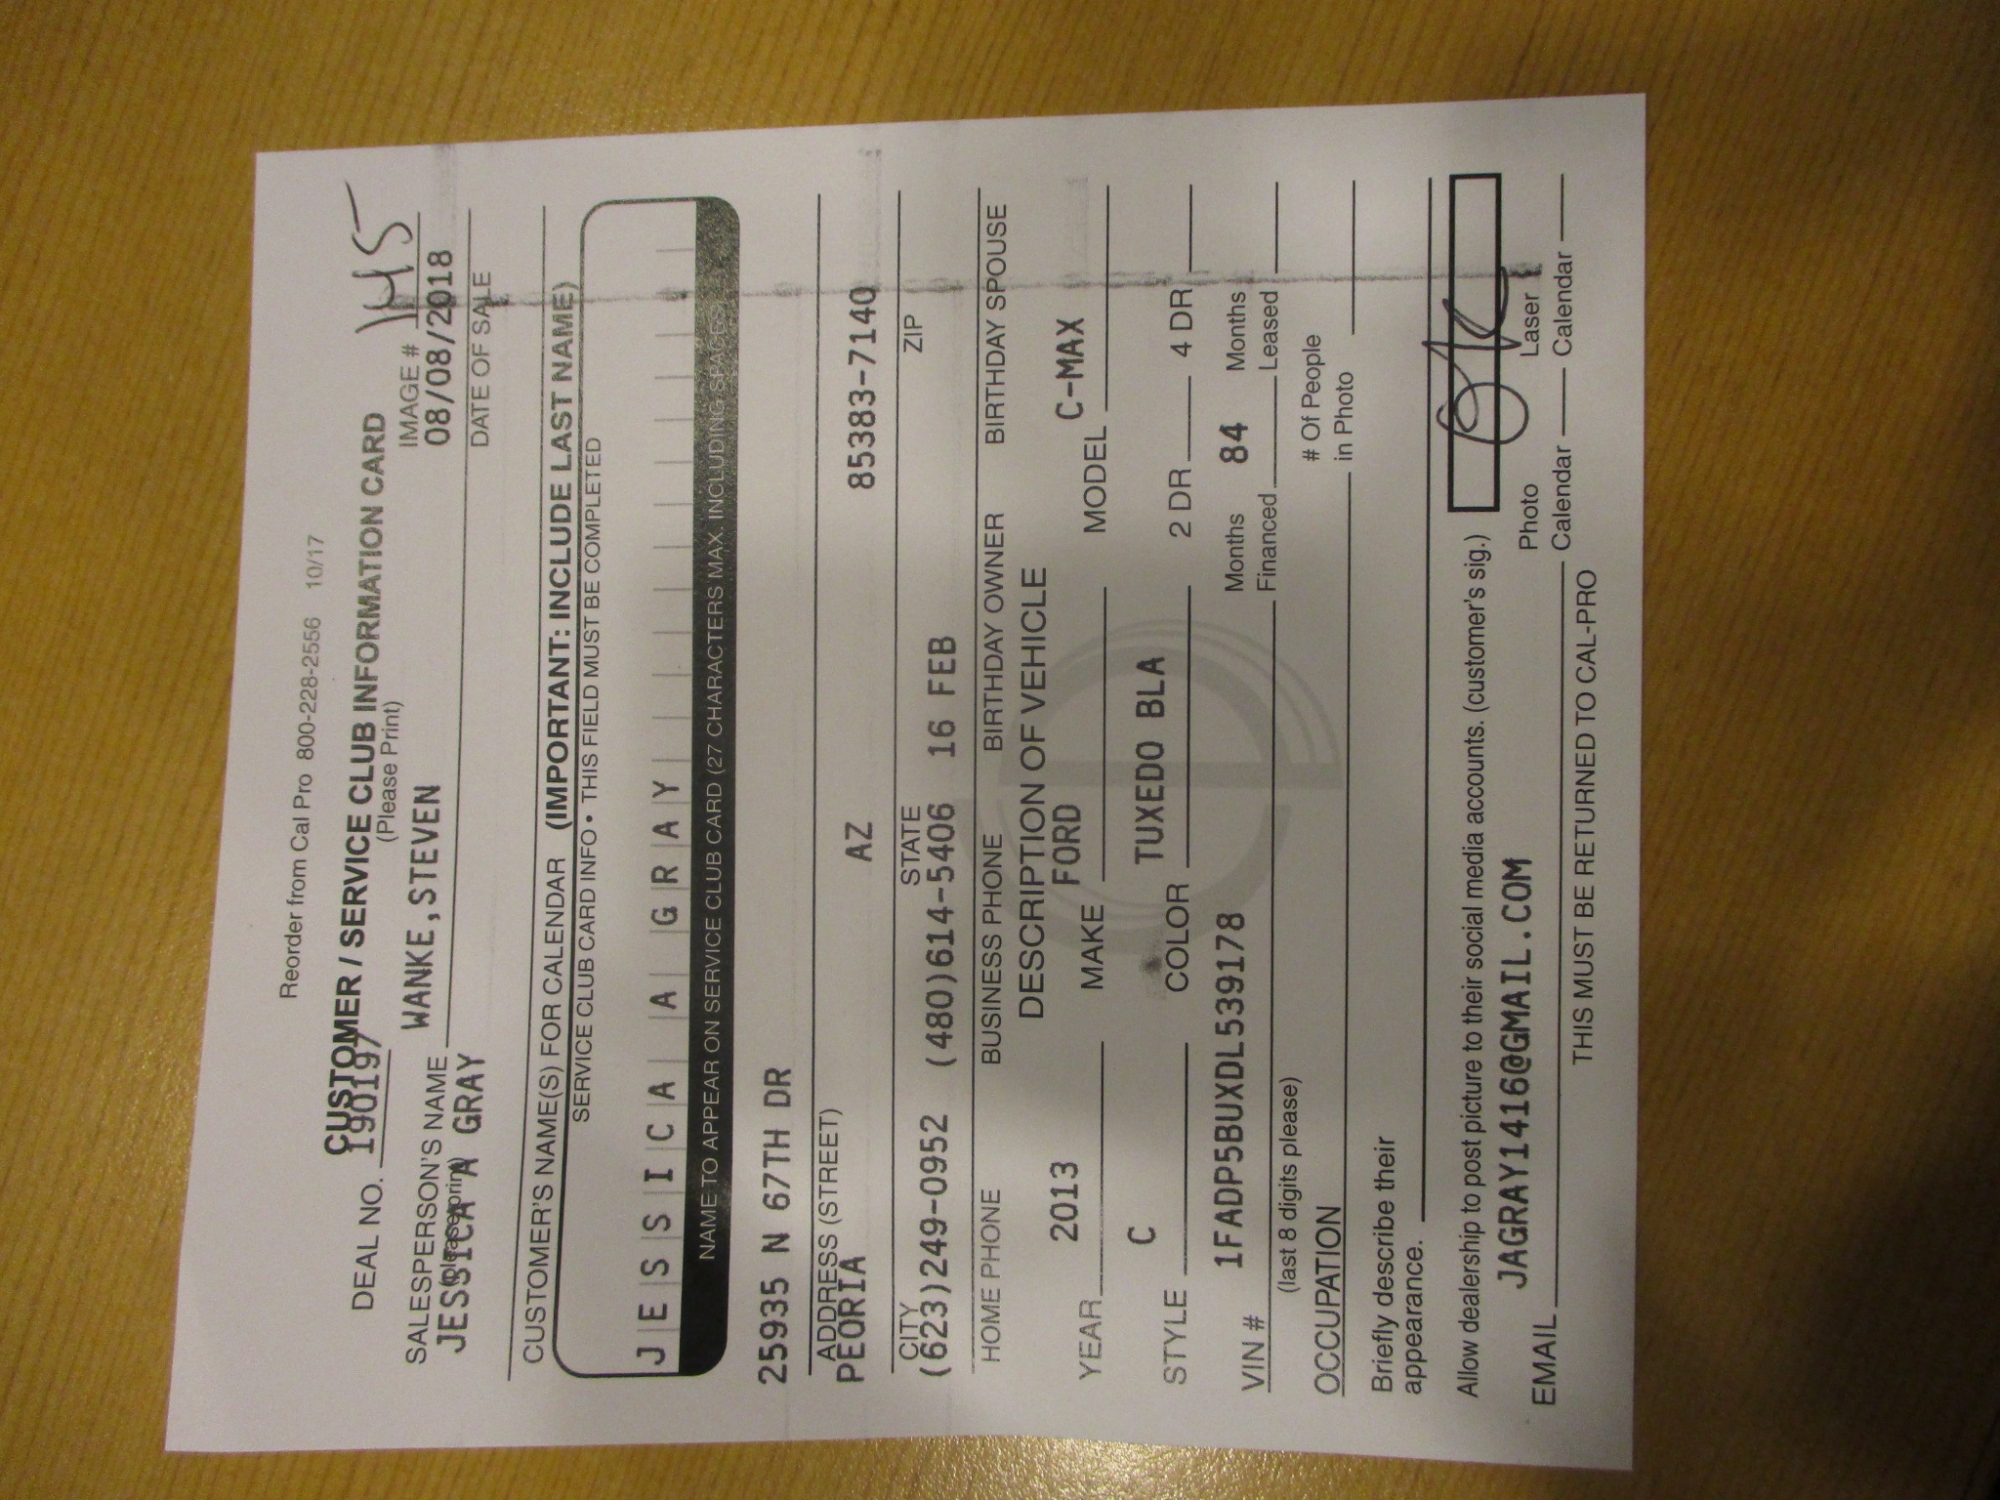 Reorder from Cal Pro 800-228-2556 10/17
CUSTOMER / SERVICE CLUB INFORMATION CARD
(Please Print)
DEAL NO. 190197
IMAGE # 145
SALESPERSON'S NAME WANKE,STEVEN 08/08/2018
(please print) DATE OF SALE
JESSICA A GRAY
CUSTOMER'S NAME(S) FOR CALENDAR (IMPORTANT: INCLUDE LAST NAME)
SERVICE CLUB CARD INFO • THIS FIELD MUST BE COMPLETED
JESSICA A GRAY
NAME TO APPEAR ON SERVICE CLUB CARD (27 CHARACTERS MAX. INCLUDING SPACES)
25935 N 67TH DR
ADDRESS (STREET)
PEORIA AZ 85383-7140
CITY STATE ZIP
(623)249-0952 (480)614-5406 16 FEB
HOME PHONE BUSINESS PHONE BIRTHDAY OWNER BIRTHDAY SPOUSE
DESCRIPTION OF VEHICLE
YEAR 2013 MAKE FORD MODEL C-MAX
STYLE C COLOR TUXEDO BLA 2 DR 4 DR
VIN # 1FADP5BUXDL539178 Months Financed 84 Months Leased
(last 8 digits please)
OCCUPATION # Of People in Photo
Briefly describe their
appearance.
Allow dealership to post picture to their social media accounts. (customer's sig.)
EMAIL JAGRAY1416@GMAIL.COM Photo Calendar Laser Calendar
THIS MUST BE RETURNED TO CAL-PRO